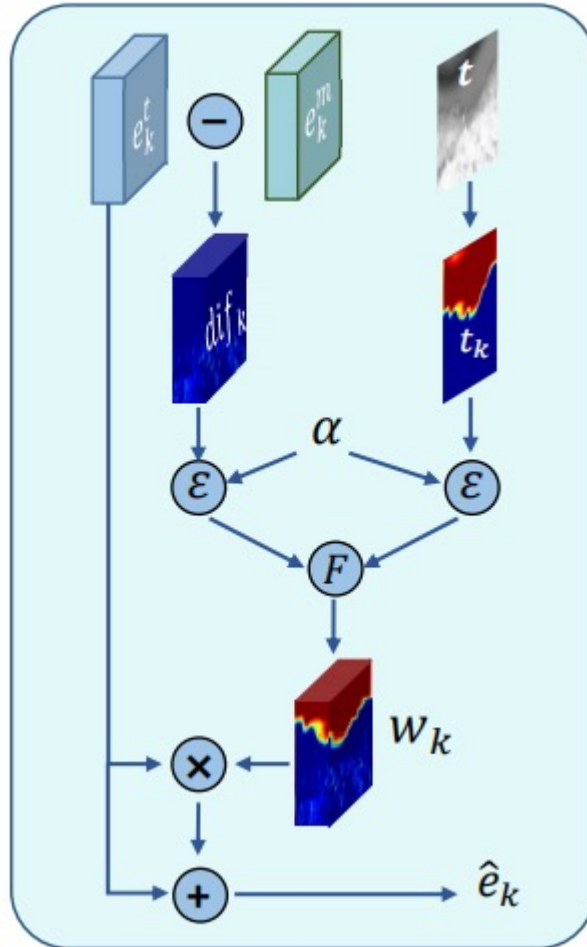 e_k^t − e_k^m t
dif_k t_k
α
ε ε
F
w_k
×
+ ê_k